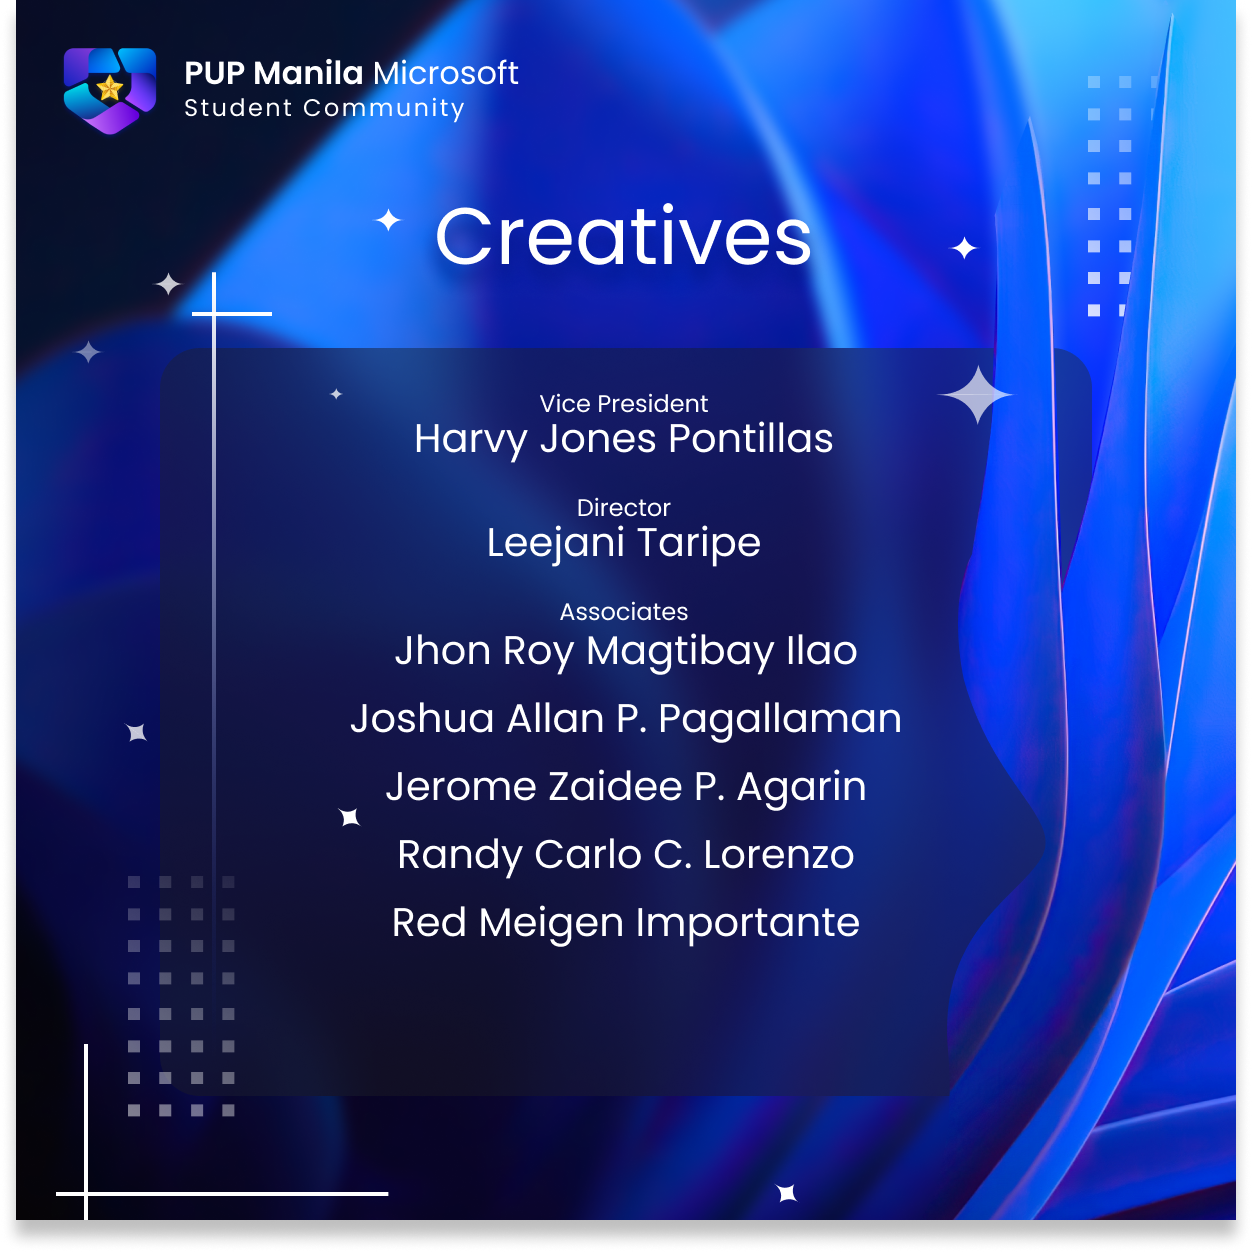 PUP Manila Microsoft
Student Community
Creatives
Vice President
Harvy Jones Pontillas
Director
Leejani Taripe
Associates
Jhon Roy Magtibay Ilao
Joshua Allan P. Pagallaman
Jerome Zaidee P. Agarin
Randy Carlo C. Lorenzo
Red Meigen Importante